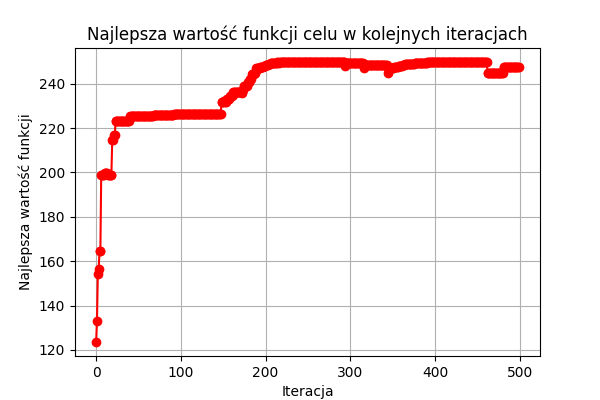 Najlepsza wartość funkcji celu w kolejnych iteracjach
Najlepsza wartość funkcji
240
220
200
180
160
140
120
0 100 200 300 400 500
Iteracja